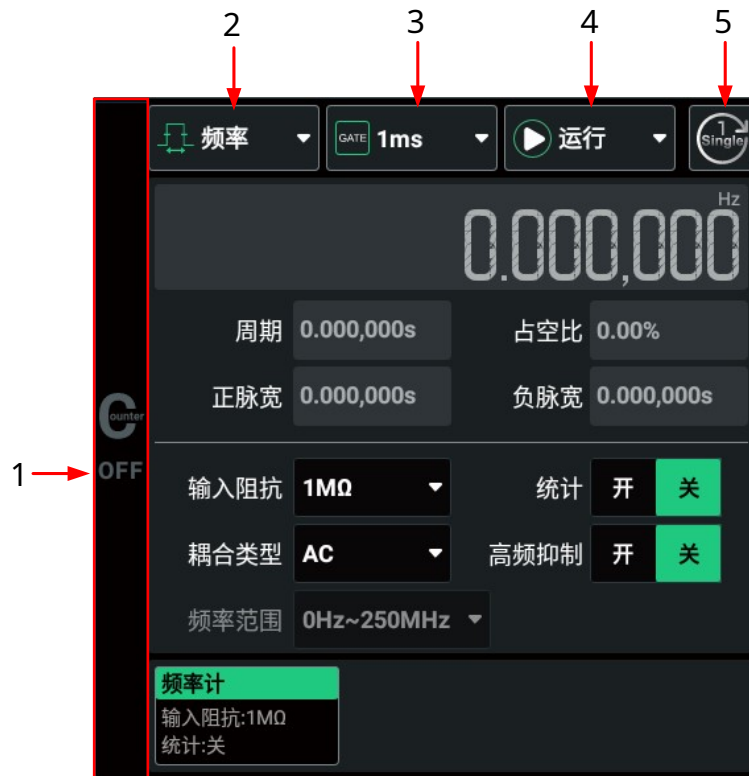 2 3 4 5
频率 GATE 1ms 运行 1 Single
Hz
0.000,000
周期 0.000,000s 占空比 0.00%
正脉宽 0.000,000s 负脉宽 0.000,000s
Counter
1 OFF
输入阻抗 1MΩ 统计 开 关
耦合类型 AC 高频抑制 开 关
频率范围 0Hz~250MHz
频率计
输入阻抗:1MΩ
统计:关